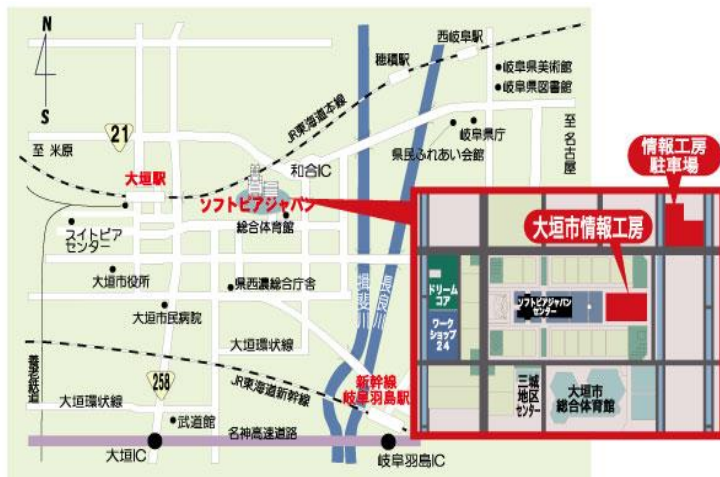 N
S
西岐阜駅
穂積駅
岐阜県美術館
岐阜県図書館
JR東海道本線
21
岐阜県庁
県民ふれあい会館
至 名古屋
至 米原
和合IC
大垣駅
ソフトピアジャパン
総合体育館
スイトピア
センター
大垣市役所
県西濃総合庁舎
揖斐川
長良川
大垣市民病院
大垣環状線
養老鉄道
258
JR東海道新幹線
新幹線
岐阜羽島駅
大垣環状線
武道館
名神高速道路
大垣IC
岐阜羽島IC
情報工房
駐車場
大垣市情報工房
ドリーム
コア
ソフトピアジャパン
センター
ワーク
ショップ
24
三城
地区
センター
大垣市
総合体育館